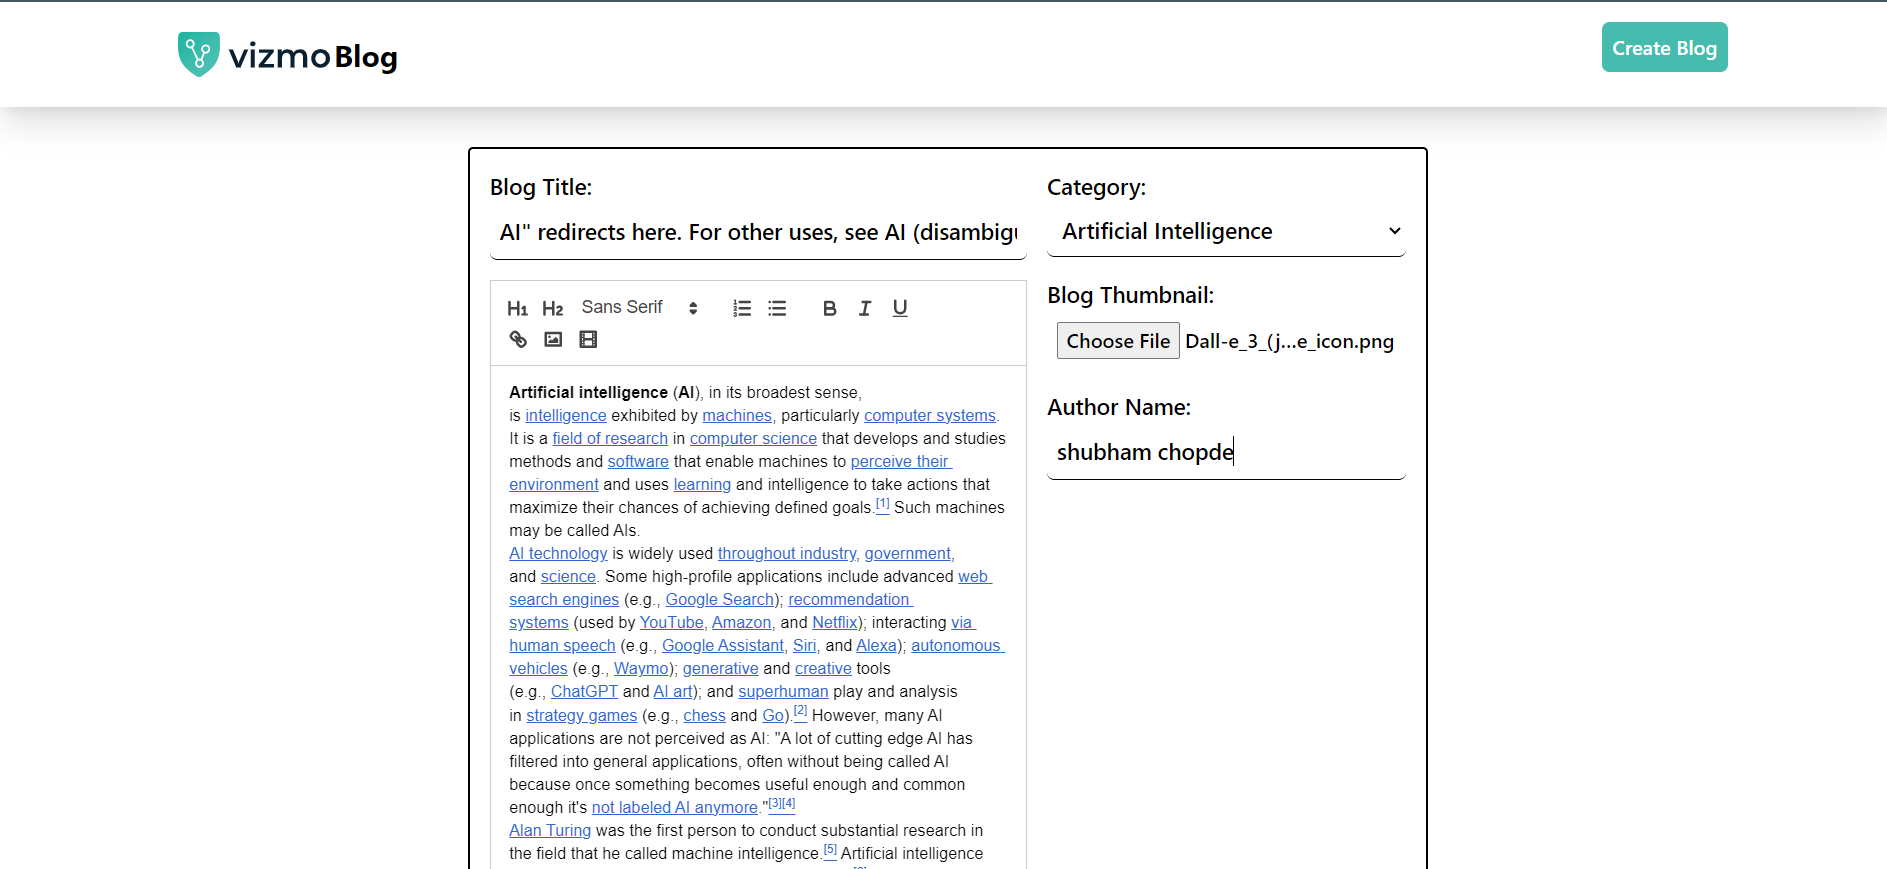 vizmo Blog
Create Blog
Blog Title:
AI" redirects here. For other uses, see AI (disambigu
H1 H2 Sans Serif B I U
Artificial intelligence (AI), in its broadest sense,
is intelligence exhibited by machines, particularly computer systems.
It is a field of research in computer science that develops and studies
methods and software that enable machines to perceive their
environment and uses learning and intelligence to take actions that
maximize their chances of achieving defined goals.[1] Such machines
may be called AIs.
AI technology is widely used throughout industry, government,
and science. Some high-profile applications include advanced web
search engines (e.g., Google Search); recommendation
systems (used by YouTube, Amazon, and Netflix); interacting via
human speech (e.g., Google Assistant, Siri, and Alexa); autonomous
vehicles (e.g., Waymo); generative and creative tools
(e.g., ChatGPT and AI art); and superhuman play and analysis
in strategy games (e.g., chess and Go).[2] However, many AI
applications are not perceived as AI: "A lot of cutting edge AI has
filtered into general applications, often without being called AI
because once something becomes useful enough and common
enough it's not labeled AI anymore."[3][4]
Alan Turing was the first person to conduct substantial research in
the field that he called machine intelligence.[5] Artificial intelligence
Category:
Artificial Intelligence
Blog Thumbnail:
Choose File Dall-e_3_(j...e_icon.png
Author Name:
shubham chopde